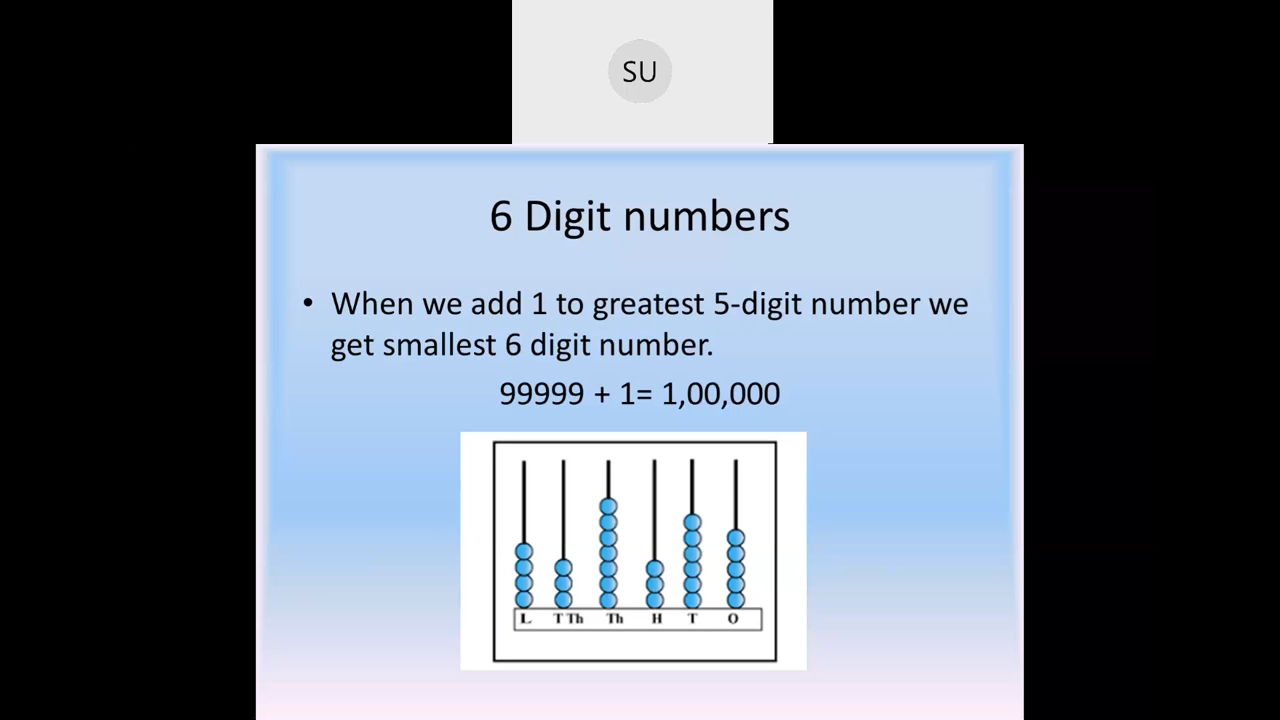 SU
6 Digit numbers
• When we add 1 to greatest 5-digit number we
get smallest 6 digit number.
99999 + 1= 1,00,000
L T Th Th H T O